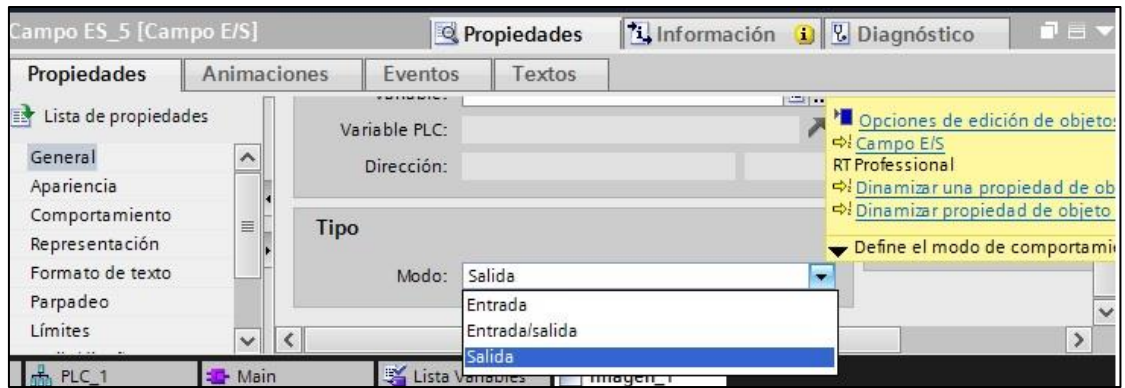 Campo ES_5 [Campo E/S]
Propiedades
Información
Diagnóstico
Propiedades
Animaciones
Eventos
Textos
Lista de propiedades
General
Apariencia
Comportamiento
Representación
Formato de texto
Parpadeo
Límites
Variable:
Variable PLC:
Dirección:
Tipo
Modo: Salida
Entrada
Entrada/salida
Salida
Opciones de edición de objetos
Campo E/S
RT Professional
Dinamizar una propiedad de ob
Dinamizar propiedad de objeto
Define el modo de comportamie
PLC_1
Main
Lista Variables
Imagen_1